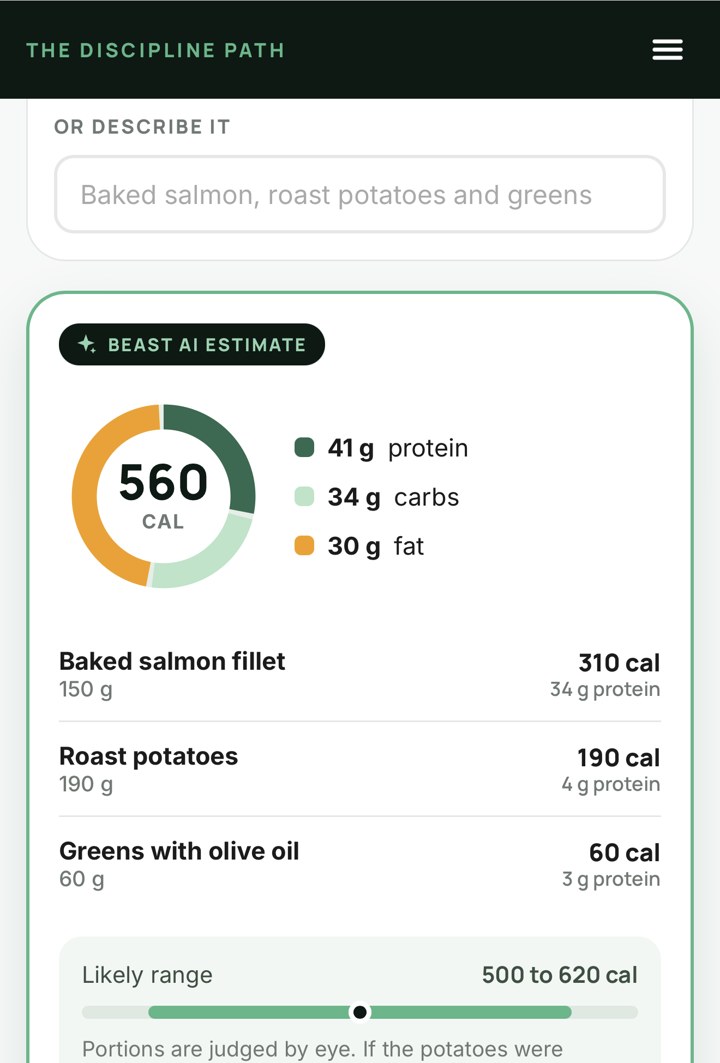 THE DISCIPLINE PATH
OR DESCRIBE IT
Baked salmon, roast potatoes and greens
BEAST AI ESTIMATE
560
CAL
41 g protein
34 g carbs
30 g fat
Baked salmon fillet
310 cal
150 g
34 g protein
Roast potatoes
190 cal
190 g
4 g protein
Greens with olive oil
60 cal
60 g
3 g protein
Likely range
500 to 620 cal
Portions are judged by eye. If the potatoes were